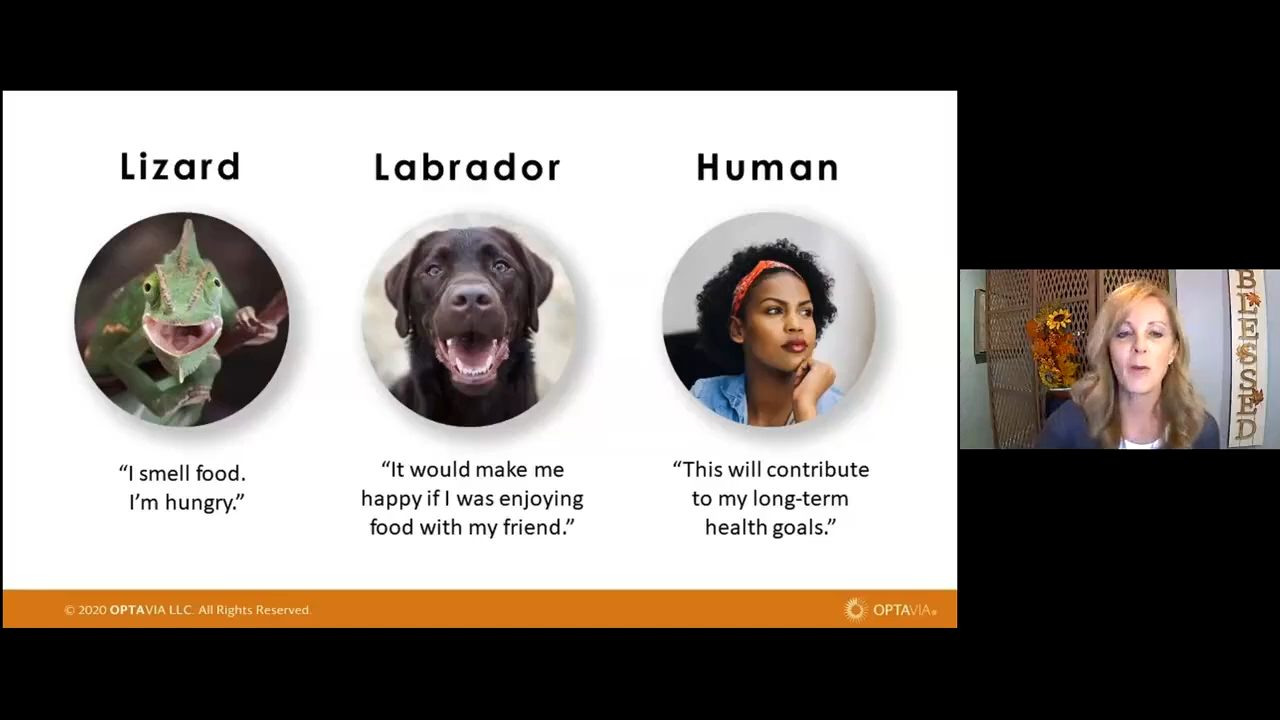 Lizard
Labrador
Human
“I smell food.
I’m hungry.”
“It would make me
happy if I was enjoying
food with my friend.”
“This will contribute
to my long-term
health goals.”
© 2020 OPTAVIA LLC. All Rights Reserved.
OPTAVIA®
BLESSED